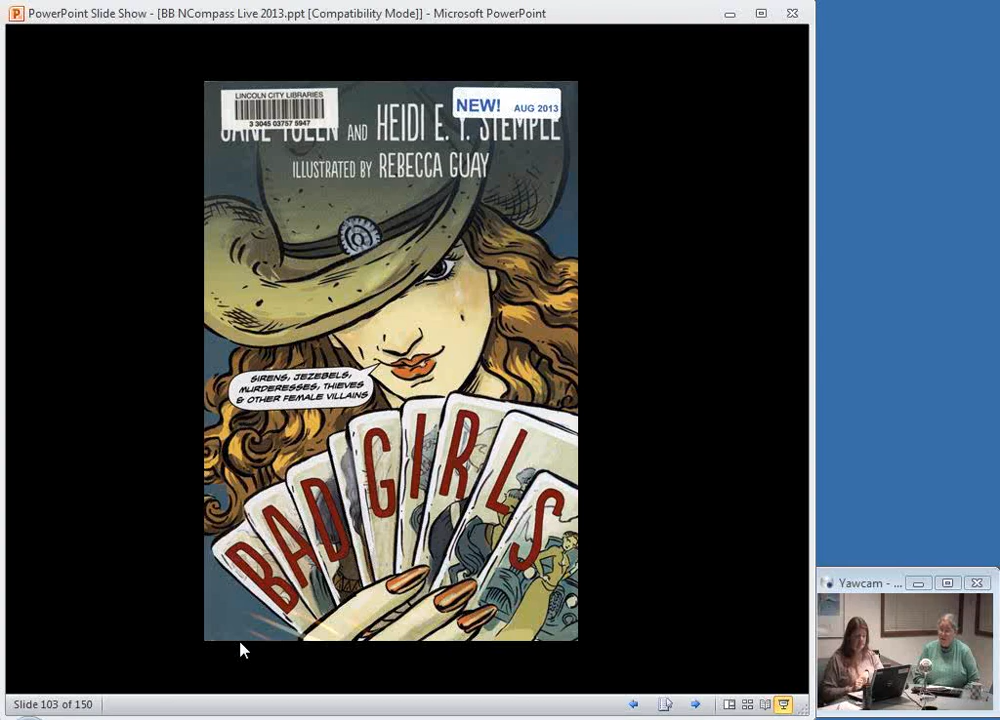 PowerPoint Slide Show - [BB NCompass Live 2013.ppt [Compatibility Mode]] - Microsoft PowerPoint
LINCOLN CITY LIBRARIES
3 3045 03757 5947
NEW! AUG 2013
JANE YOLEN AND HEIDI E. Y. STEMPLE
ILLUSTRATED BY REBECCA GUAY
SIRENS, JEZEBELS,
MURDERESSES, THIEVES
& OTHER FEMALE VILLAINS
BAD GIRLS
Slide 103 of 150
Yawcam - ...